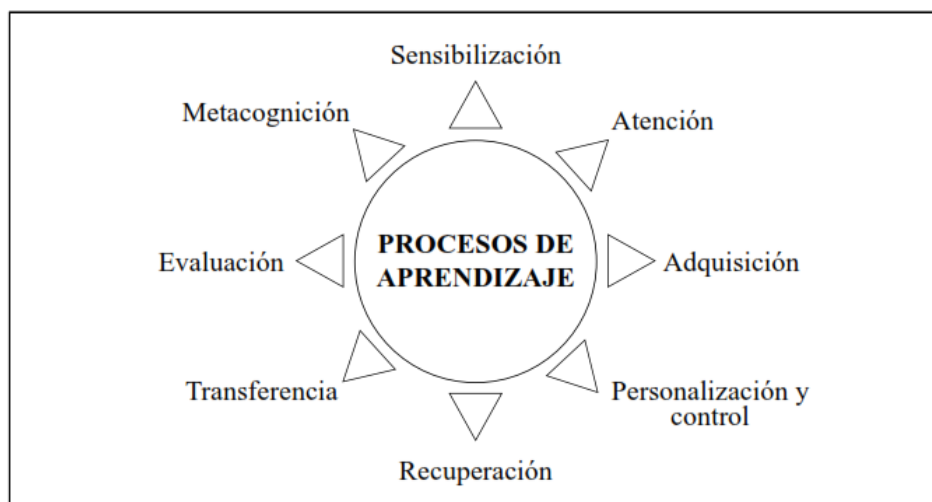 Sensibilización
Metacognición
Atención
PROCESOS DE
APRENDIZAJE
Evaluación
Adquisición
Transferencia
Personalización y
control
Recuperación